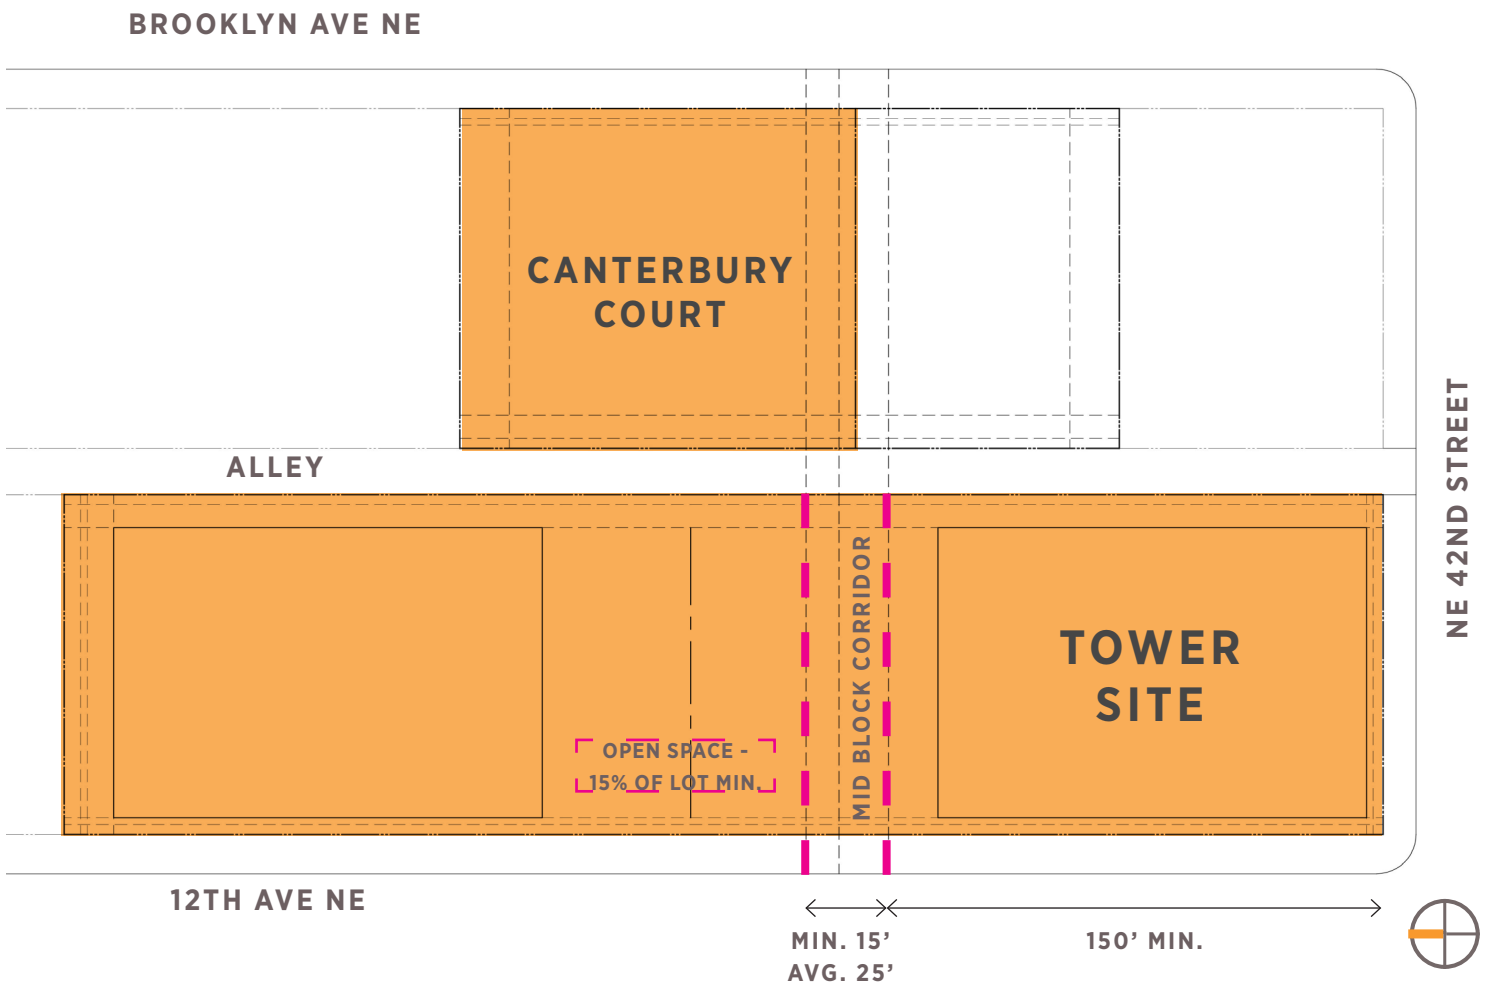 BROOKLYN AVE NE
CANTERBURY
COURT
ALLEY
NE 42ND STREET
MID BLOCK CORRIDOR
TOWER
SITE
OPEN SPACE -
15% OF LOT MIN.
12TH AVE NE
MIN. 15’
AVG. 25’
150’ MIN.